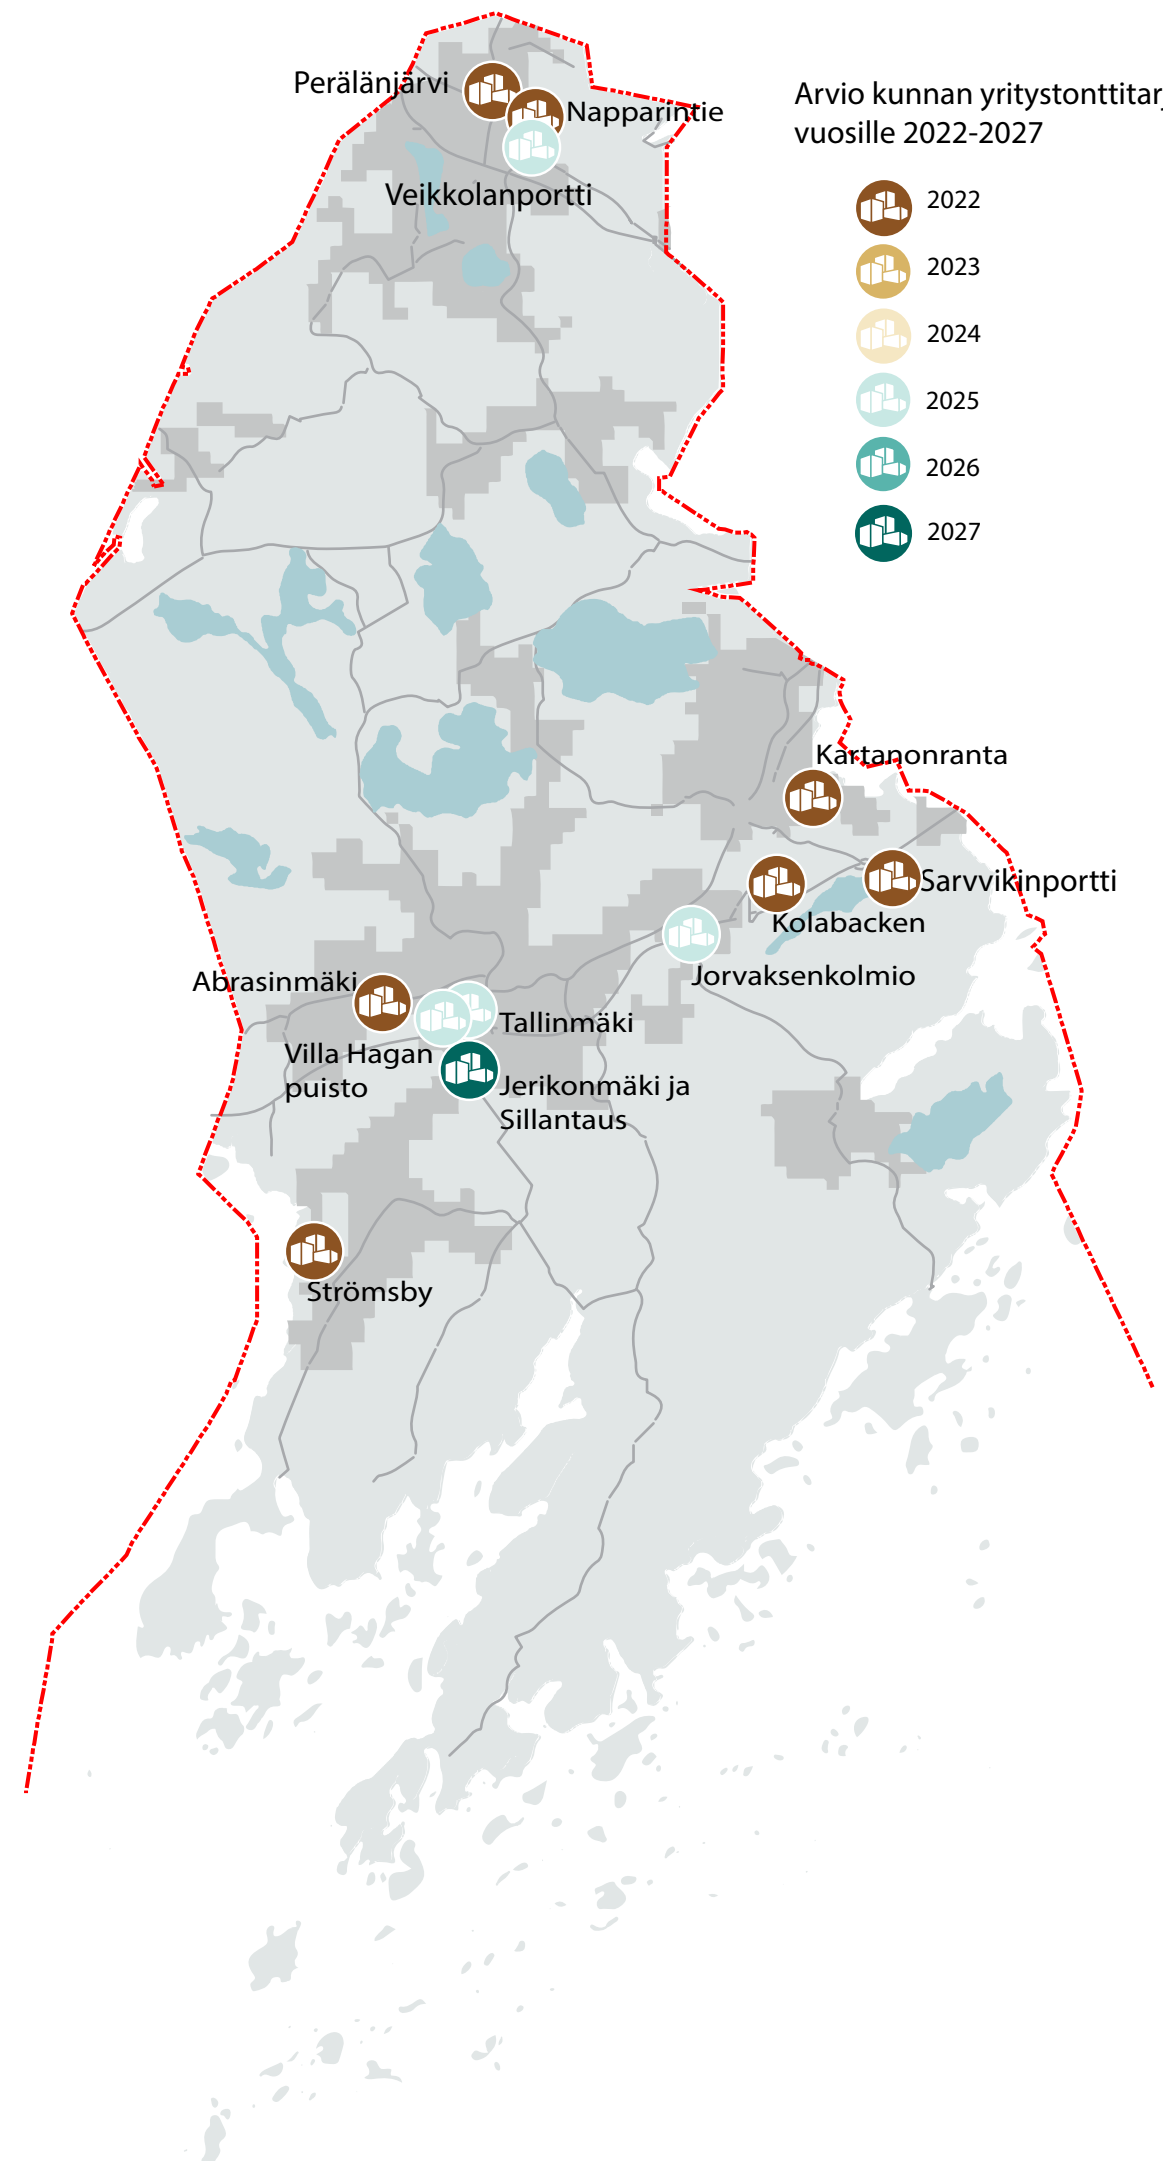 Perälänjärvi
Napparintie
Veikkolanportti
Arvio kunnan
vuosille 2022-2027
2022
2023
2024
2025
2026
2027
Kartanonranta
Sarvvikinportti
Kolabacken
Jorvaksenkolmio
Abrasinmäki
Tallinmäki
Villa Hagan
puisto
Jerikonmäki ja
Sillantaus
Strömsby